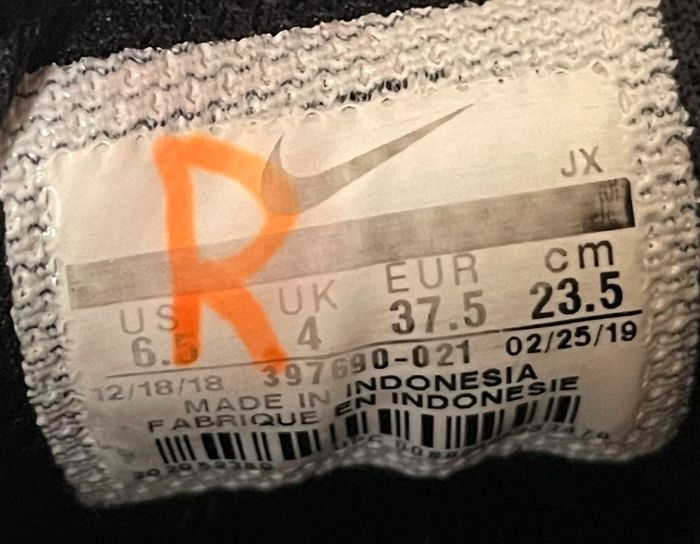 R
JX
US UK EUR cm
6.5 4 37.5 23.5
12/18/18 397690-021 02/25/19
MADE IN INDONESIA
FABRIQUE EN INDONESIE